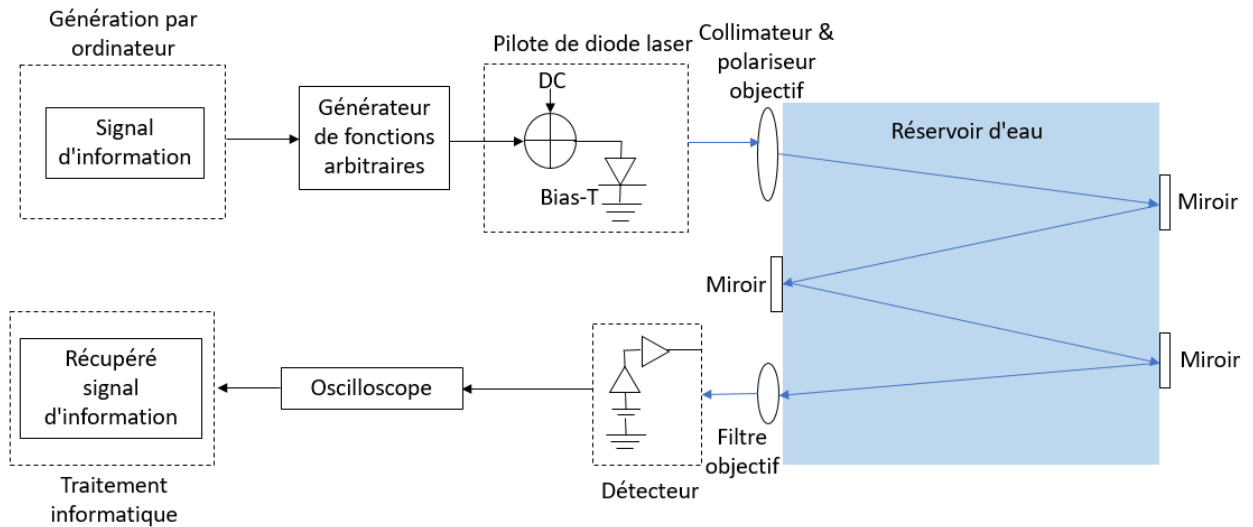 Génération par
ordinateur
Signal
d'information
Générateur
de fonctions
arbitraires
Pilote de diode laser
DC
Bias-T
Collimateur &
polariseur
objectif
Réservoir d'eau
Miroir
Miroir
Miroir
Filtre
objectif
Détecteur
Oscilloscope
Récupéré
signal
d'information
Traitement
informatique